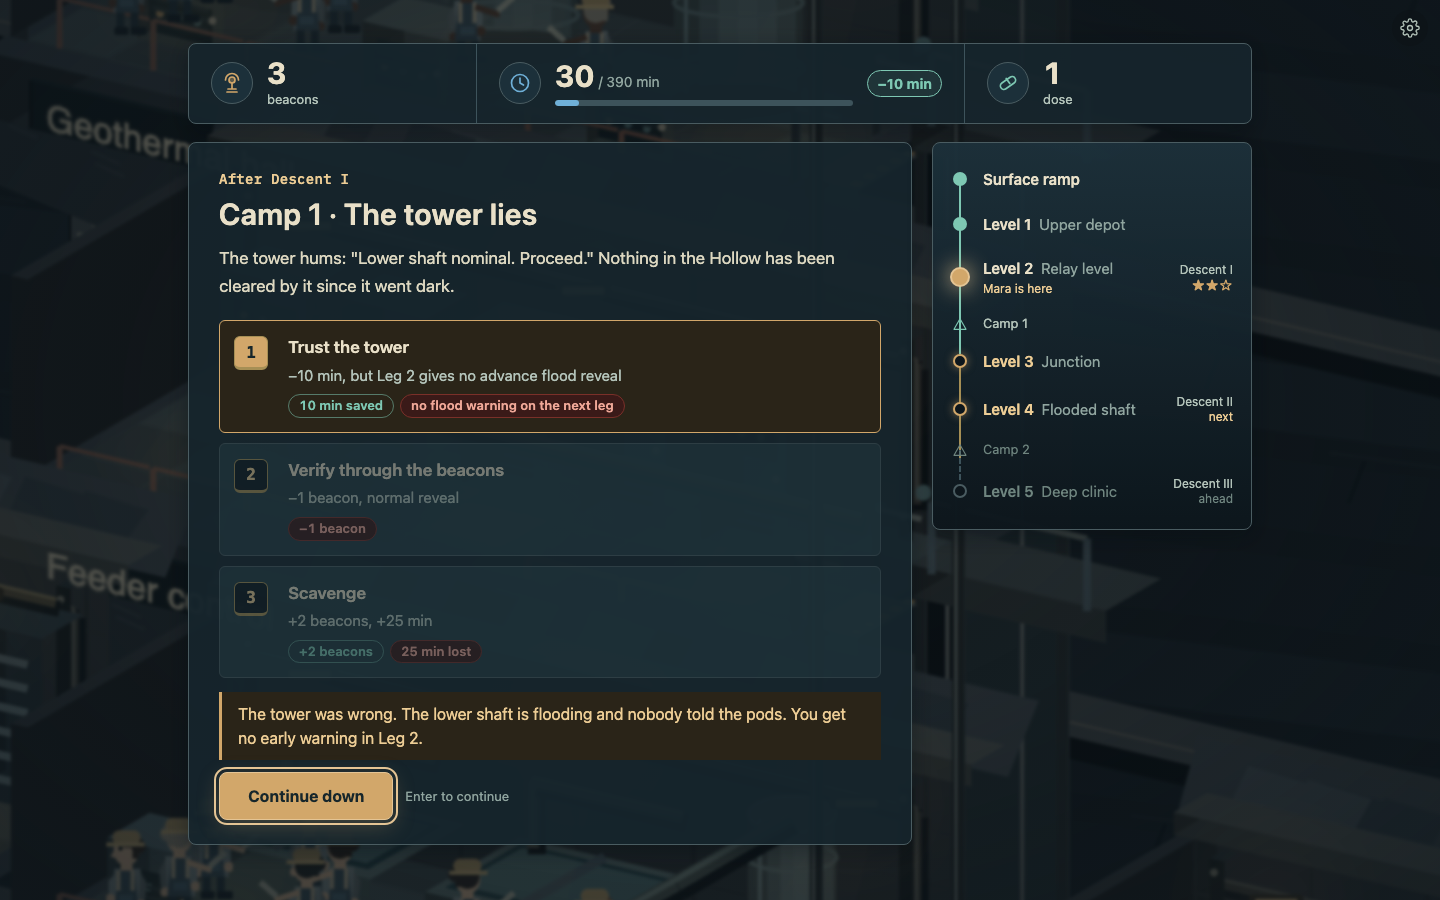 3
beacons
30 / 390 min
−10 min
1
dose
Geotherm
After Descent I
Camp 1 · The tower lies
The tower hums: "Lower shaft nominal. Proceed." Nothing in the Hollow has been
cleared by it since it went dark.
1
Trust the tower
−10 min, but Leg 2 gives no advance flood reveal
10 min saved
no flood warning on the next leg
2
Verify through the beacons
−1 beacon, normal reveal
−1 beacon
3
Scavenge
+2 beacons, +25 min
+2 beacons
25 min lost
Feeder co
The tower was wrong. The lower shaft is flooding and nobody told the pods. You get
no early warning in Leg 2.
Continue down
Enter to continue
Surface ramp
Level 1 Upper depot
Level 2 Relay level
Mara is here
Descent I
Camp 1
Level 3 Junction
Level 4 Flooded shaft
Descent II
next
Camp 2
Level 5 Deep clinic
Descent III
ahead